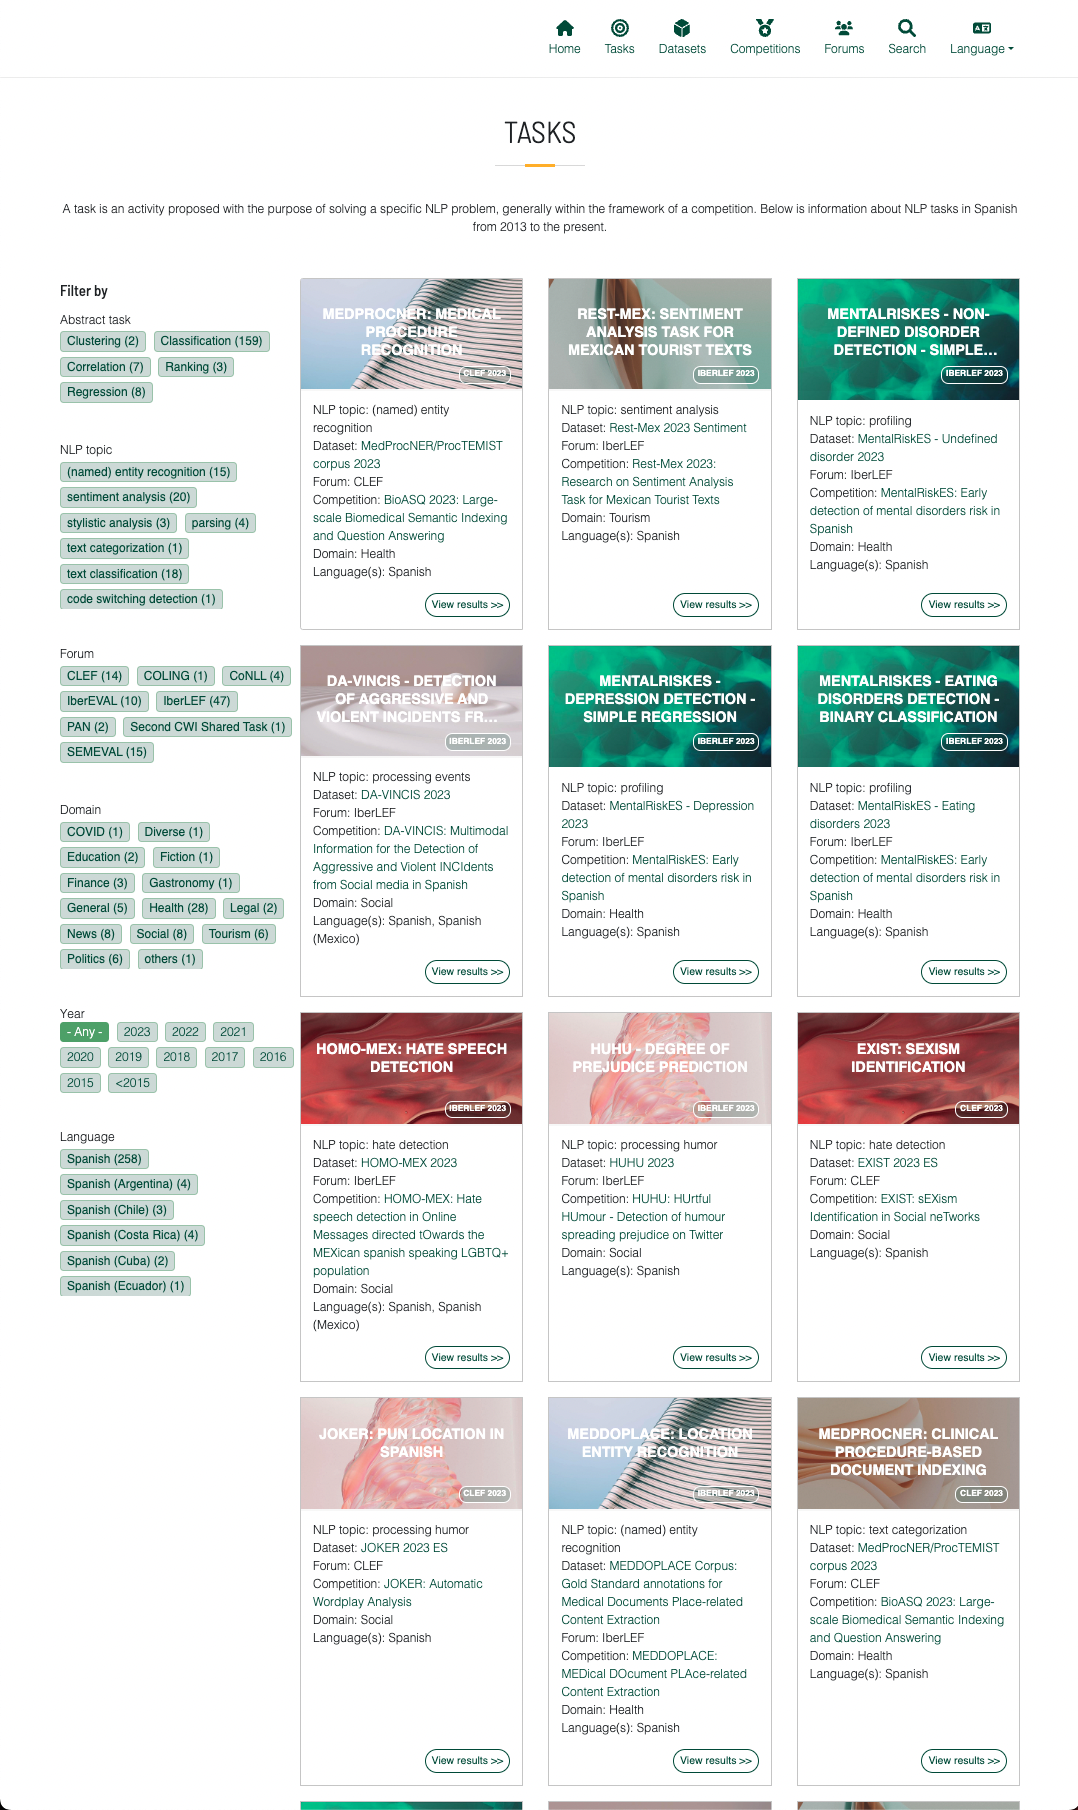 Home
Tasks
Datasets
Competitions
Forums
Search
Language
TASKS
A task is an activity proposed with the purpose of solving a specific NLP problem, generally within the framework of a competition. Below is information about NLP tasks in Spanish
from 2013 to the present.
Filter by
Abstract task
Clustering (2)
Classification (159)
Correlation (7)
Ranking (3)
Regression (8)
NLP topic
(named) entity recognition (15)
sentiment analysis (20)
stylistic analysis (3)
parsing (4)
text categorization (1)
text classification (18)
code switching detection (1)
Forum
CLEF (14)
COLING (1)
CoNLL (4)
IberEVAL (10)
IberLEF (47)
PAN (2)
Second CWI Shared Task (1)
SEMEVAL (15)
Domain
COVID (1)
Diverse (1)
Education (2)
Fiction (1)
Finance (3)
Gastronomy (1)
General (5)
Health (28)
Legal (2)
News (8)
Social (8)
Tourism (6)
Politics (6)
others (1)
Year
- Any -
2023
2022
2021
2020
2019
2018
2017
2016
2015
<2015
Language
Spanish (258)
Spanish (Argentina) (4)
Spanish (Chile) (3)
Spanish (Costa Rica) (4)
Spanish (Cuba) (2)
Spanish (Ecuador) (1)
MEDPROCNER: MEDICAL
PROCEDURE
RECOGNITION
CLEF 2023
NLP topic: (named) entity
recognition
Dataset: MedProcNER/ProcTEMIST
corpus 2023
Forum: CLEF
Competition: BioASQ 2023: Large-
scale Biomedical Semantic Indexing
and Question Answering
Domain: Health
Language(s): Spanish
View results >>
REST-MEX: SENTIMENT
ANALYSIS TASK FOR
MEXICAN TOURIST TEXTS
IBERLEF 2023
NLP topic: sentiment analysis
Dataset: Rest-Mex 2023 Sentiment
Forum: IberLEF
Competition: Rest-Mex 2023:
Research on Sentiment Analysis
Task for Mexican Tourist Texts
Domain: Tourism
Language(s): Spanish
View results >>
MENTALRISKES - NON-
DEFINED DISORDER
DETECTION - SIMPLE...
IBERLEF 2023
NLP topic: profiling
Dataset: MentalRiskES - Undefined
disorder 2023
Forum: IberLEF
Competition: MentalRiskES: Early
detection of mental disorders risk in
Spanish
Domain: Health
Language(s): Spanish
View results >>
DA-VINCIS - DETECTION
OF AGGRESSIVE AND
VIOLENT INCIDENTS FR...
IBERLEF 2023
NLP topic: processing events
Dataset: DA-VINCIS 2023
Forum: IberLEF
Competition: DA-VINCIS: Multimodal
Information for the Detection of
Aggressive and Violent INCIdents
from Social media in Spanish
Domain: Social
Language(s): Spanish, Spanish
(Mexico)
View results >>
MENTALRISKES -
DEPRESSION DETECTION -
SIMPLE REGRESSION
IBERLEF 2023
NLP topic: profiling
Dataset: MentalRiskES - Depression
2023
Forum: IberLEF
Competition: MentalRiskES: Early
detection of mental disorders risk in
Spanish
Domain: Health
Language(s): Spanish
View results >>
MENTALRISKES - EATING
DISORDERS DETECTION -
BINARY CLASSIFICATION
IBERLEF 2023
NLP topic: profiling
Dataset: MentalRiskES - Eating
disorders 2023
Forum: IberLEF
Competition: MentalRiskES: Early
detection of mental disorders risk in
Spanish
Domain: Health
Language(s): Spanish
View results >>
HOMO-MEX: HATE SPEECH
DETECTION
IBERLEF 2023
NLP topic: hate detection
Dataset: HOMO-MEX 2023
Forum: IberLEF
Competition: HOMO-MEX: Hate
speech detection in Online
Messages directed tOwards the
MEXican spanish speaking LGBTQ+
population
Domain: Social
Language(s): Spanish, Spanish
(Mexico)
View results >>
HUHU - DEGREE OF
PREJUDICE PREDICTION
IBERLEF 2023
NLP topic: processing humor
Dataset: HUHU 2023
Forum: IberLEF
Competition: HUHU: HUrtful
HUmour - Detection of humour
spreading prejudice on Twitter
Domain: Social
Language(s): Spanish
View results >>
EXIST: SEXISM
IDENTIFICATION
CLEF 2023
NLP topic: hate detection
Dataset: EXIST 2023 ES
Forum: CLEF
Competition: EXIST: sEXism
Identification in Social neTworks
Domain: Social
Language(s): Spanish
View results >>
JOKER: PUN LOCATION IN
SPANISH
CLEF 2023
NLP topic: processing humor
Dataset: JOKER 2023 ES
Forum: CLEF
Competition: JOKER: Automatic
Wordplay Analysis
Domain: Social
Language(s): Spanish
View results >>
MEDDOPLACE: LOCATION
ENTITY RECOGNITION
IBERLEF 2023
NLP topic: (named) entity
recognition
Dataset: MEDDOPLACE Corpus:
Gold Standard annotations for
Medical Documents Place-related
Content Extraction
Forum: IberLEF
Competition: MEDDOPLACE:
MEDical DOcument PLAce-related
Content Extraction
Domain: Health
Language(s): Spanish
View results >>
MEDPROCNER: CLINICAL
PROCEDURE-BASED
DOCUMENT INDEXING
CLEF 2023
NLP topic: text categorization
Dataset: MedProcNER/ProcTEMIST
corpus 2023
Forum: CLEF
Competition: BioASQ 2023: Large-
scale Biomedical Semantic Indexing
and Question Answering
Domain: Health
Language(s): Spanish
View results >>